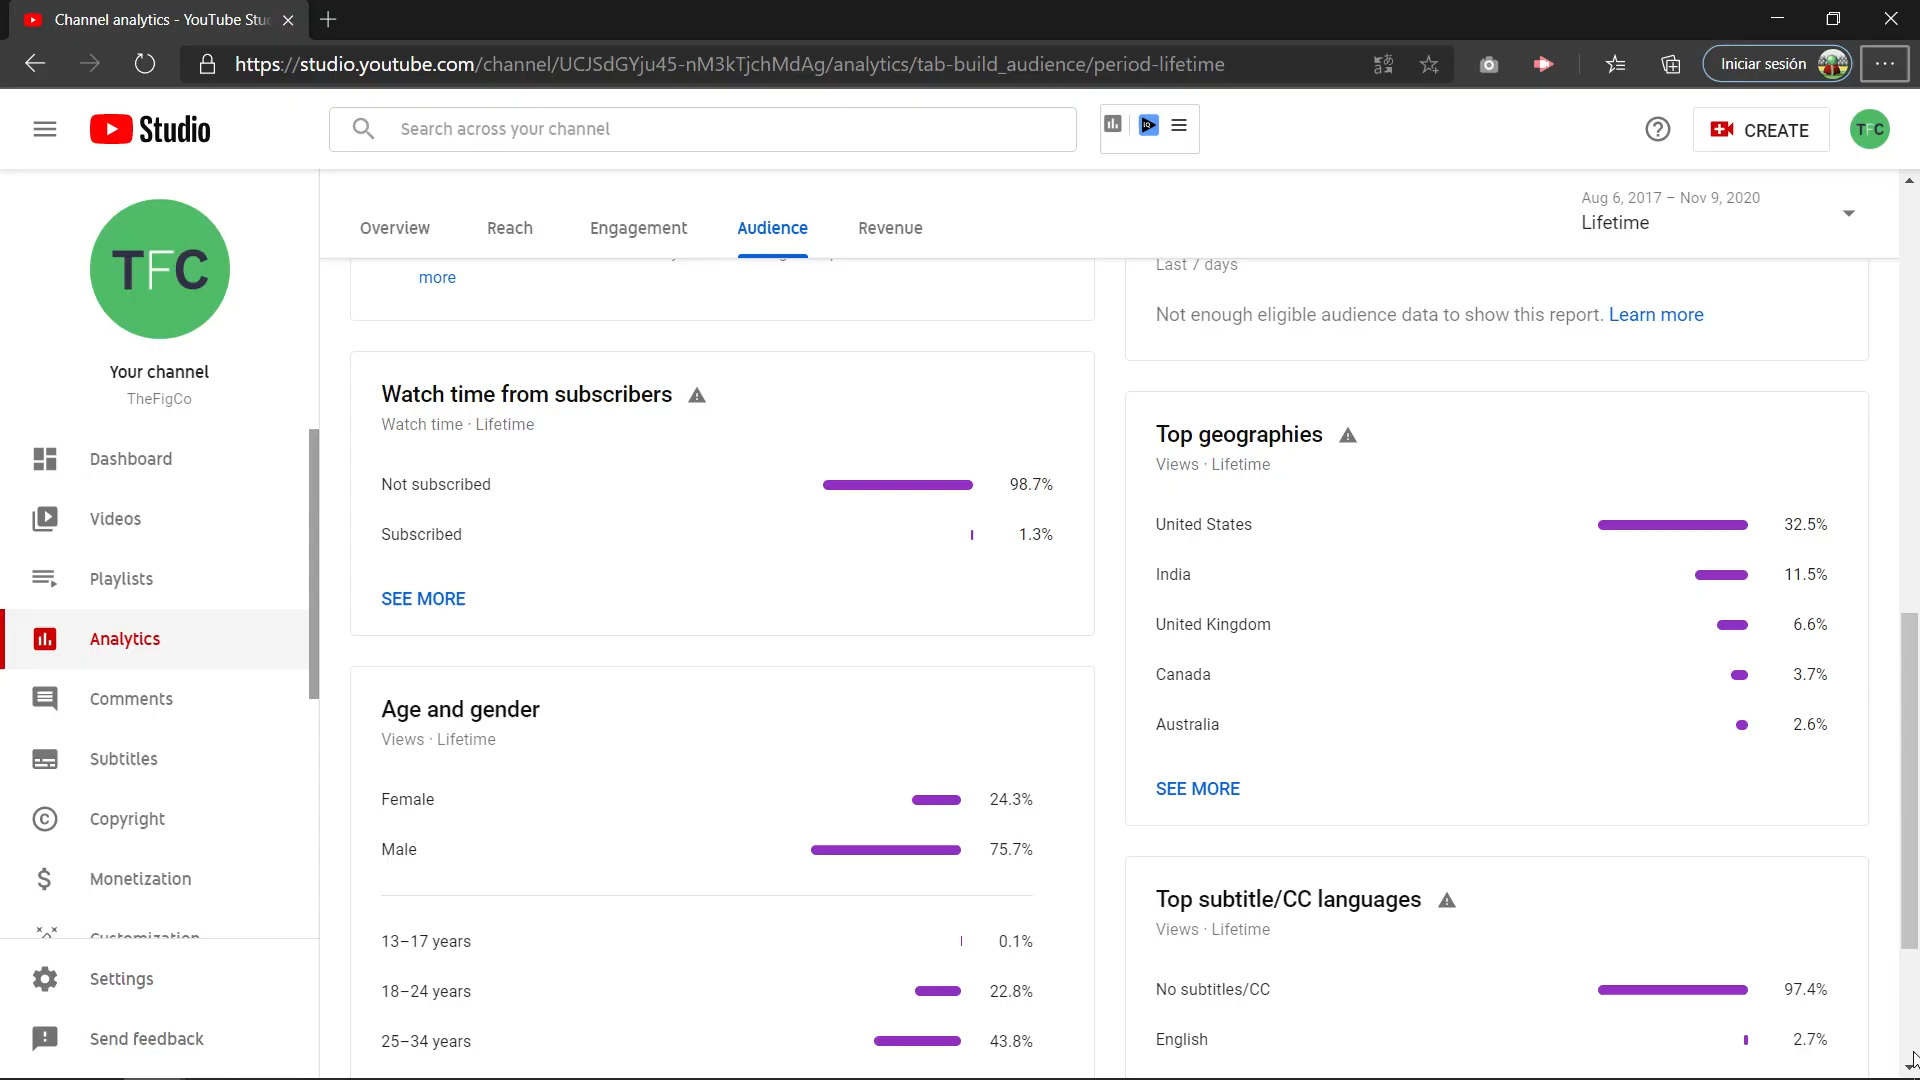 Channel analytics - YouTube Stu
https://studio.youtube.com/channel/UCJSdGYju45-nM3kTjchMdAg/analytics/tab-build_audience/period-lifetime
Iniciar sesión
Studio
Search across your channel
CREATE
TFC
TFC
Your channel
TheFigCo
Dashboard
Videos
Playlists
Analytics
Comments
Subtitles
Copyright
Monetization
Customization
Settings
Send feedback
Overview
Reach
Engagement
Audience
Revenue
Aug 6, 2017 – Nov 9, 2020
Lifetime
more
Watch time from subscribers
Watch time · Lifetime
Not subscribed 98.7%
Subscribed 1.3%
SEE MORE
Age and gender
Views · Lifetime
Female 24.3%
Male 75.7%
13–17 years 0.1%
18–24 years 22.8%
25–34 years 43.8%
Last 7 days
Not enough eligible audience data to show this report. Learn more
Top geographies
Views · Lifetime
United States 32.5%
India 11.5%
United Kingdom 6.6%
Canada 3.7%
Australia 2.6%
SEE MORE
Top subtitle/CC languages
Views · Lifetime
No subtitles/CC 97.4%
English 2.7%